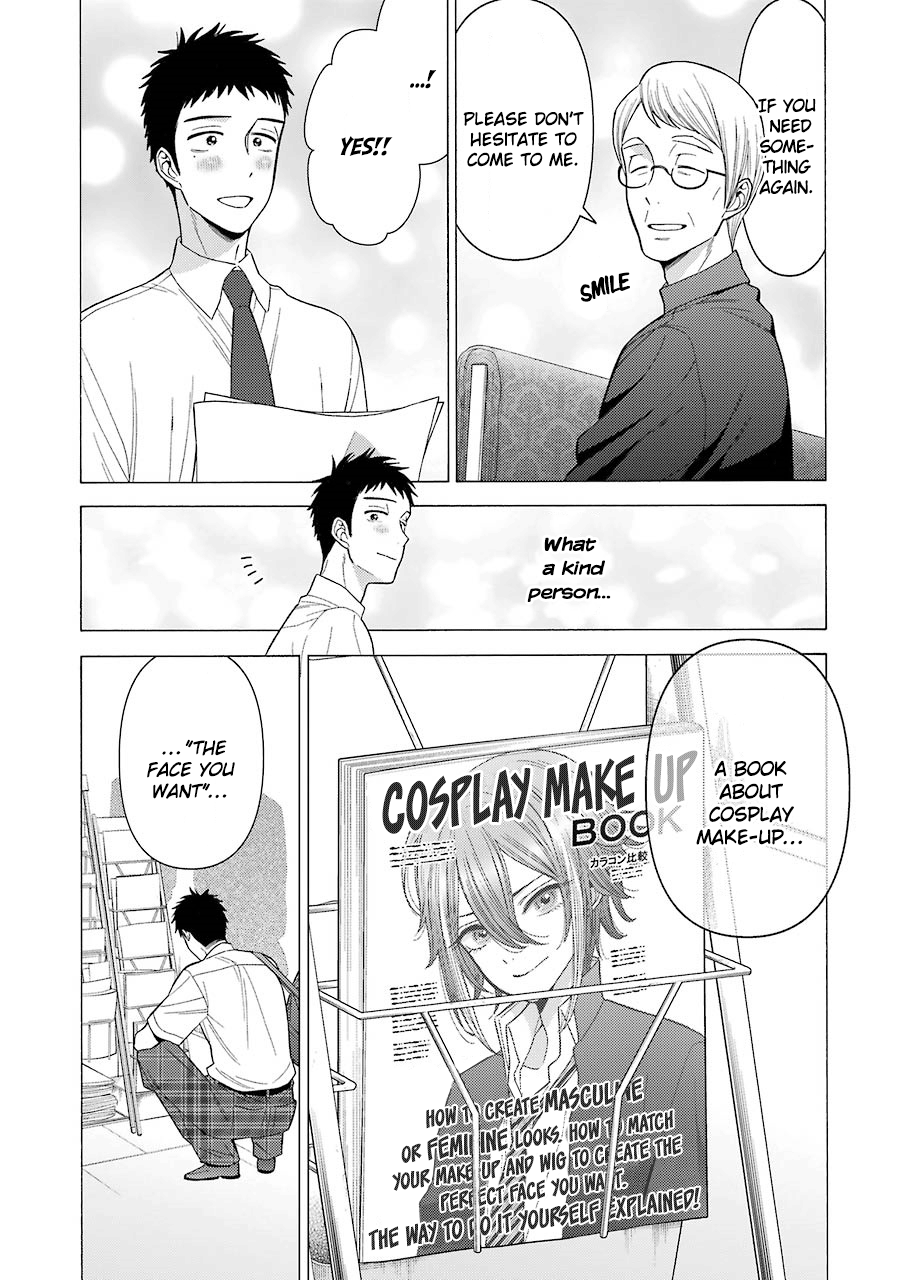 IF YOU
NEED
SOME-
THING
AGAIN.
PLEASE DON'T
HESITATE TO
COME TO ME.
SMILE
...!
YES!!
What
a kind
person...
A BOOK
ABOUT
COSPLAY
MAKE-UP...
COSPLAY MAKE UP
BOOK
カラコン比較
HOW TO CREATE MASCULINE
OR FEMININE LOOKS. HOW TO MATCH
YOUR MAKE-UP AND WIG TO CREATE THE
PERFECT FACE YOU WANT.
THE WAY TO DO IT YOURSELF EXPLAINED!
..."THE
FACE YOU
WANT"...